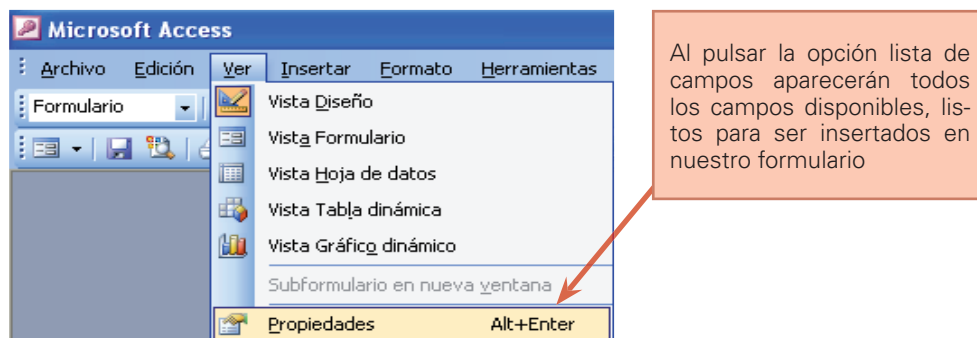 Microsoft Access
Archivo Edición Ver Insertar Formato Herramientas
Formulario
Vista Diseño
Vista Formulario
Vista Hoja de datos
Vista Tabla dinámica
Vista Gráfico dinámico
Subformulario en nueva ventana
Propiedades Alt+Enter
Al pulsar la opción lista de
campos aparecerán todos
los campos disponibles, lis-
tos para ser insertados en
nuestro formulario